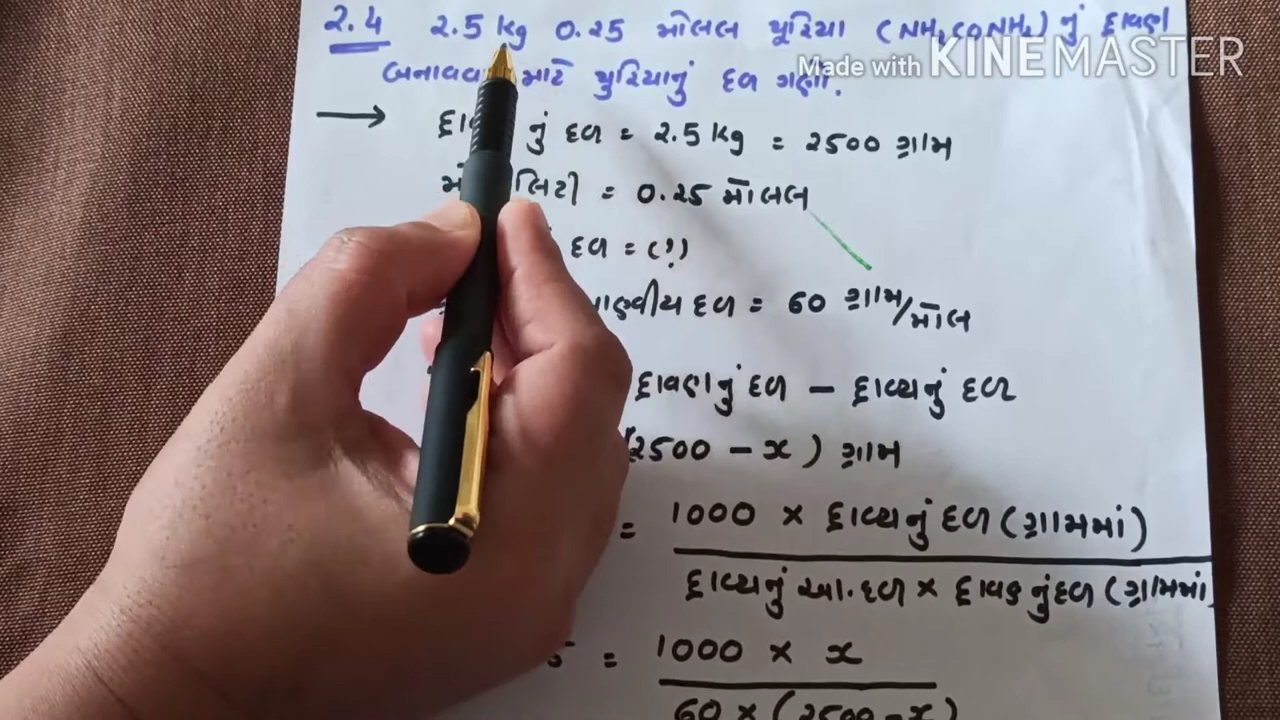 2.4 2.5 kg 0.25 મોલલ યૂરિયા (NH₂CONH₂) નું દ્રાવણ
Made with KINEMASTER
બનાવવા માટે યુરિયાનું દળ ગણો.
નું દળ = 2.5 kg = 2500 ગ્રામ
= 0.25 મૉલલ
દળ = (?)
દળ = 60 ગ્રામ/મૉલ
દ્રાવણનું દળ – દ્રાવ્યનું દળ
(2500 – x) ગ્રામ
= 1000 × દ્રાવ્યનું દળ (ગ્રામમાં)
દ્રાવ્યનું આ.દળ × દ્રાવકનું દળ (ગ્રામમાં)
= 1000 × x
60 × (2500 – x)